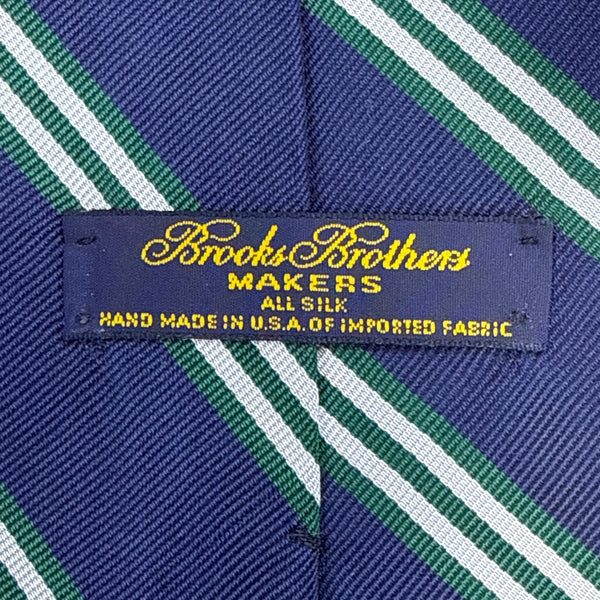 Brooks Brothers
MAKERS
ALL SILK
HAND MADE IN U.S.A. OF IMPORTED FABRIC